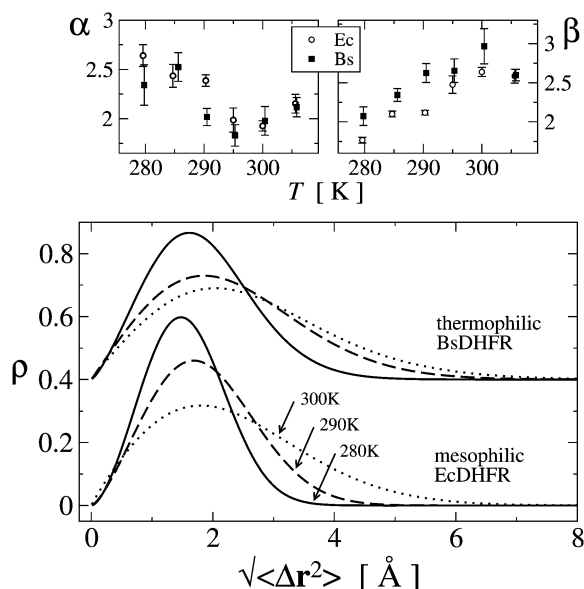 α
3
2.5
2
Ec
Bs
β
3
2.5
2
280 290 300
280 290 300
T [ K ]
0.8
0.6
0.4
0.2
0
ρ
thermophilic
BsDHFR
300K
290K
280K
mesophilic
EcDHFR
0 2 4 6 8
√<Δr²> [ Å ]